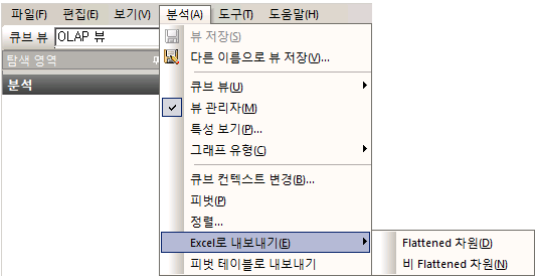 파일(F) 편집(E) 보기(V) 분석(A) 도구(T) 도움말(H)
큐브 뷰 OLAP 뷰
탐색 영역
분석
뷰 저장(S)
다른 이름으로 뷰 저장(V)...
큐브 뷰(U)
뷰 관리자(M)
특성 보기(P)...
그래프 유형(C)
큐브 컨텍스트 변경(B)...
피벗(P)
정렬...
Excel로 내보내기(E)
피벗 테이블로 내보내기
Flattened 차원(D)
비 Flattened 차원(N)